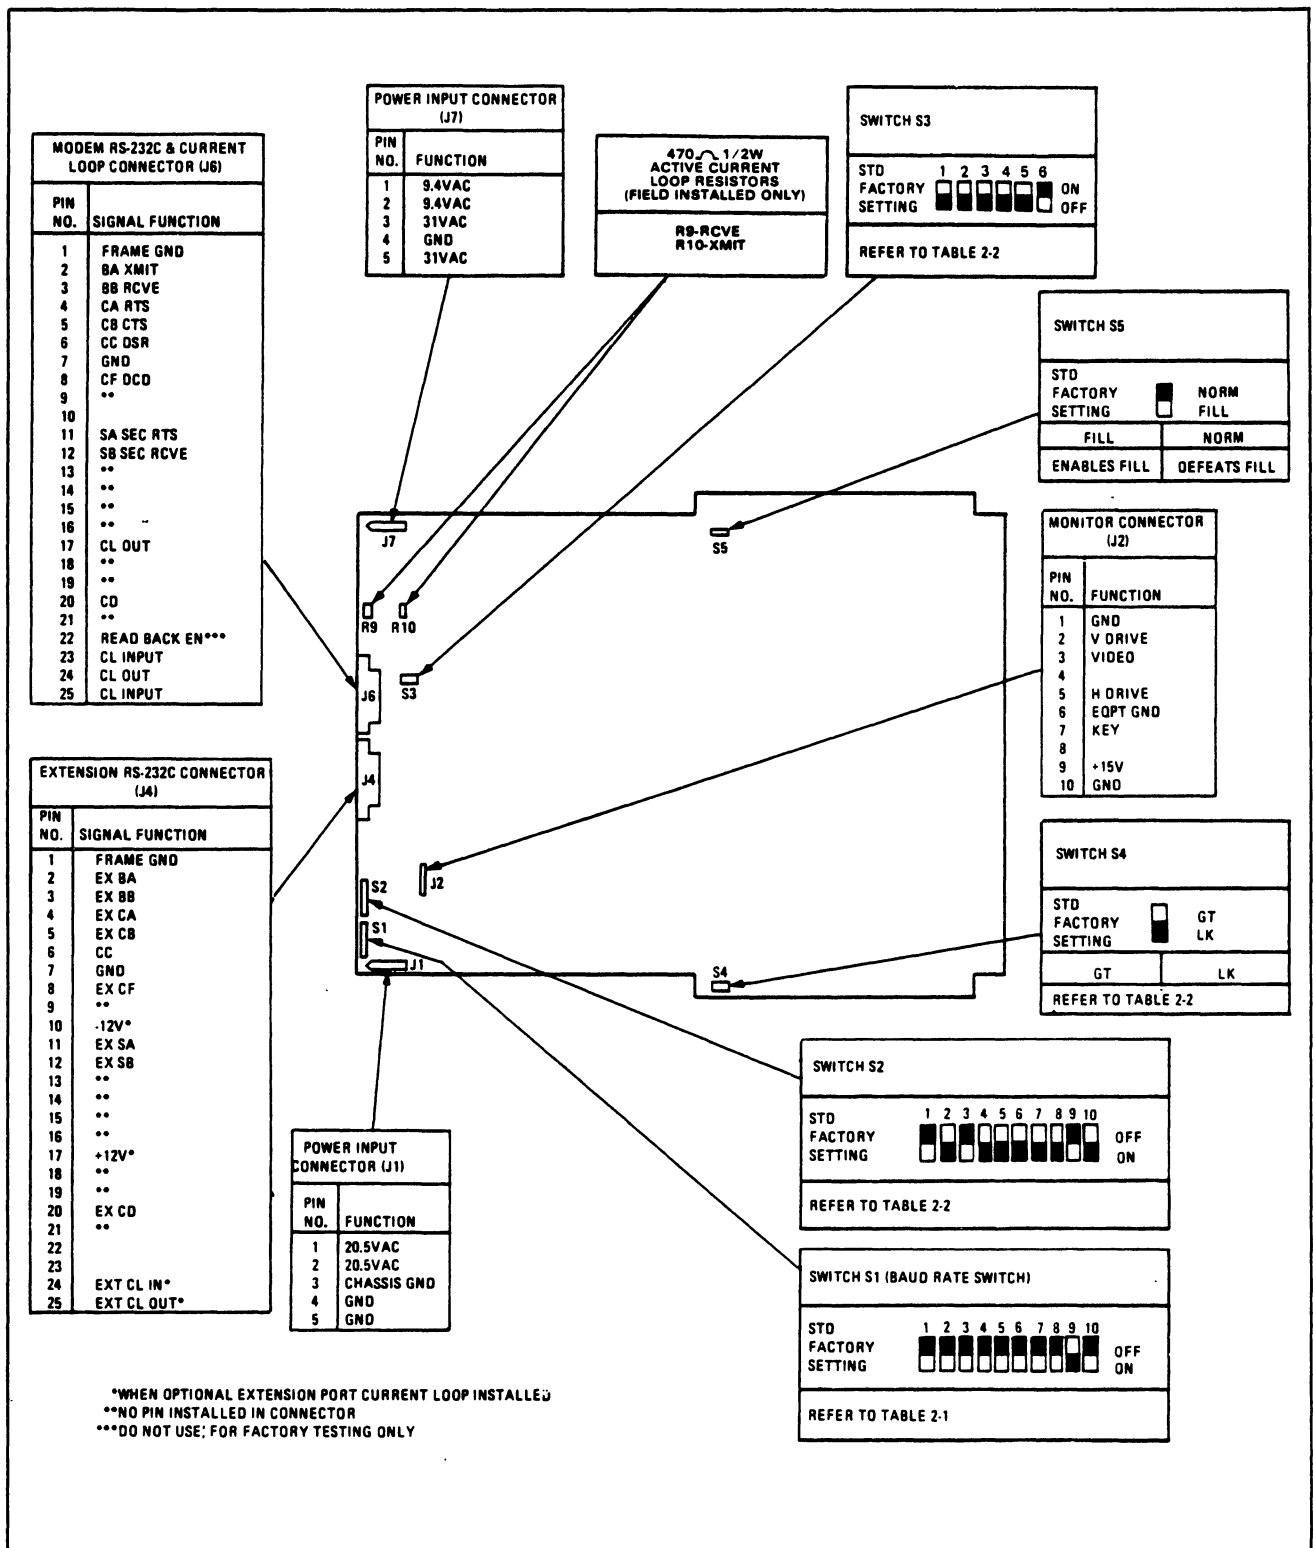 POWER INPUT CONNECTOR
(J7)
PIN
NO. FUNCTION
1 9.4VAC
2 9.4VAC
3 31VAC
4 GND
5 31VAC
470 1/2W
ACTIVE CURRENT
LOOP RESISTORS
(FIELD INSTALLED ONLY)
R9-RCVE
R10-XMIT
SWITCH S3
STD 1 2 3 4 5 6
FACTORY ON
SETTING OFF
REFER TO TABLE 2-2
MODEM RS-232C & CURRENT
LOOP CONNECTOR (J6)
PIN
NO. SIGNAL FUNCTION
1 FRAME GND
2 BA XMIT
3 BB RCVE
4 CA RTS
5 CB CTS
6 CC DSR
7 GND
8 CF DCD
9 **
10
11 SA SEC RTS
12 SB SEC RCVE
13 **
14 **
15 **
16 **
17 CL OUT
18 **
19 **
20 CD
21 **
22 READ BACK EN***
23 CL INPUT
24 CL OUT
25 CL INPUT
SWITCH S5
STD
FACTORY NORM
SETTING FILL
FILL NORM
ENABLES FILL DEFEATS FILL
J7
S5
R9 R10
J6
S3
J4
S2
J2
S1
J1
S4
MONITOR CONNECTOR
(J2)
PIN
NO. FUNCTION
1 GND
2 V DRIVE
3 VIDEO
4
5 H DRIVE
6 EQPT GND
7 KEY
8
9 +15V
10 GND
EXTENSION RS-232C CONNECTOR
(J4)
PIN
NO. SIGNAL FUNCTION
1 FRAME GND
2 EX BA
3 EX BB
4 EX CA
5 EX CB
6 CC
7 GND
8 EX CF
9 **
10 -12V*
11 EX SA
12 EX SB
13 **
14 **
15 **
16 **
17 +12V*
18 **
19 **
20 EX CD
21 **
22
23
24 EXT CL IN*
25 EXT CL OUT*
SWITCH S4
STD
FACTORY GT
SETTING LK
GT LK
REFER TO TABLE 2-2
SWITCH S2
STD 1 2 3 4 5 6 7 8 9 10
FACTORY OFF
SETTING ON
REFER TO TABLE 2-2
POWER INPUT
CONNECTOR (J1)
PIN
NO. FUNCTION
1 20.5VAC
2 20.5VAC
3 CHASSIS GND
4 GND
5 GND
SWITCH S1 (BAUD RATE SWITCH)
STD 1 2 3 4 5 6 7 8 9 10
FACTORY OFF
SETTING ON
REFER TO TABLE 2-1
*WHEN OPTIONAL EXTENSION PORT CURRENT LOOP INSTALLED
**NO PIN INSTALLED IN CONNECTOR
***DO NOT USE; FOR FACTORY TESTING ONLY